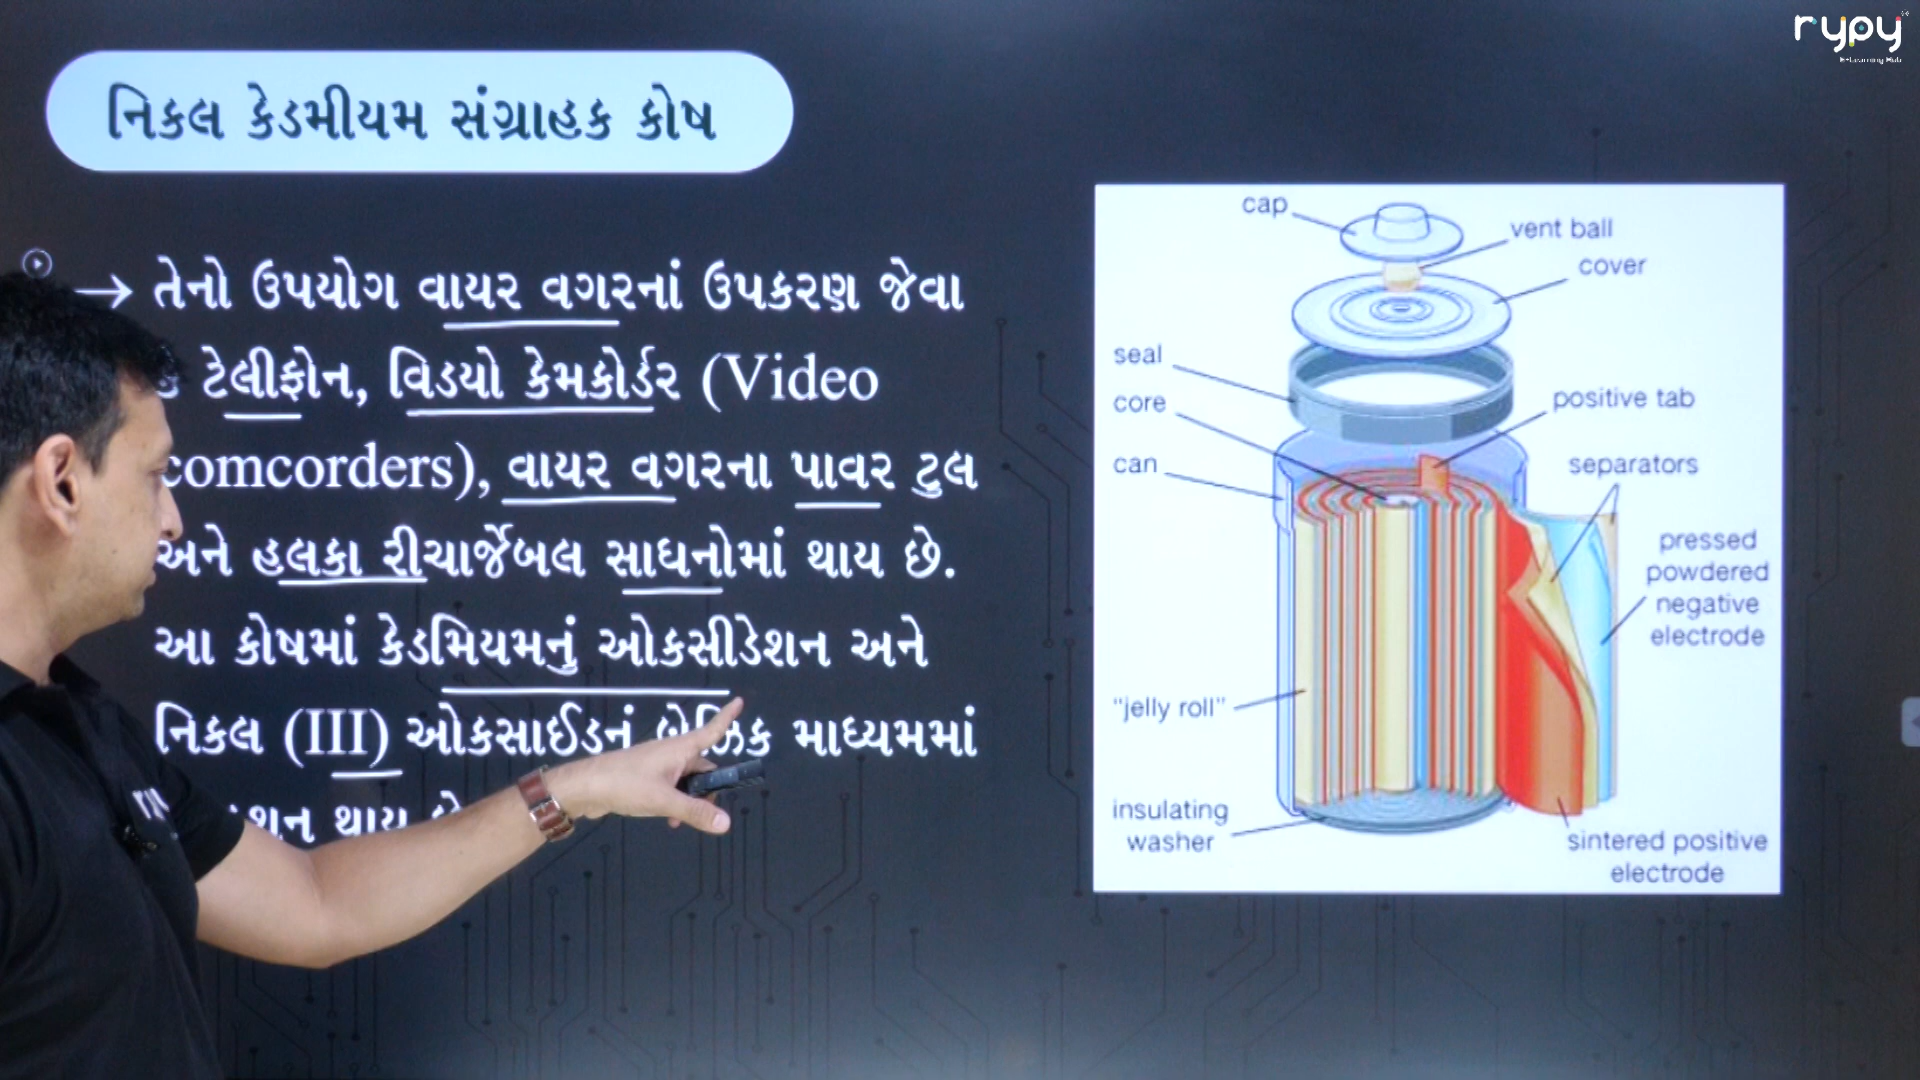 rypy
E-Learning Hub
નિકલ કેડમીયમ સંગ્રાહક કોષ
→ તેનો ઉપયોગ વાયર વગરનાં ઉપકરણ જેવા
ટેલીફોન, વિડયો કેમકોર્ડર (Video
comcorders), વાયર વગરના પાવર ટુલ
અને હલકા રીચાર્જેબલ સાધનોમાં થાય છે.
આ કોષમાં કેડમિયમનું ઓકસીડેશન અને
નિકલ (III) ઓકસાઈડનું માધ્યમમાં
થાય
cap
vent ball
cover
seal
core
positive tab
can
separators
pressed
powdered
negative
electrode
"jelly roll"
insulating
washer
sintered positive
electrode